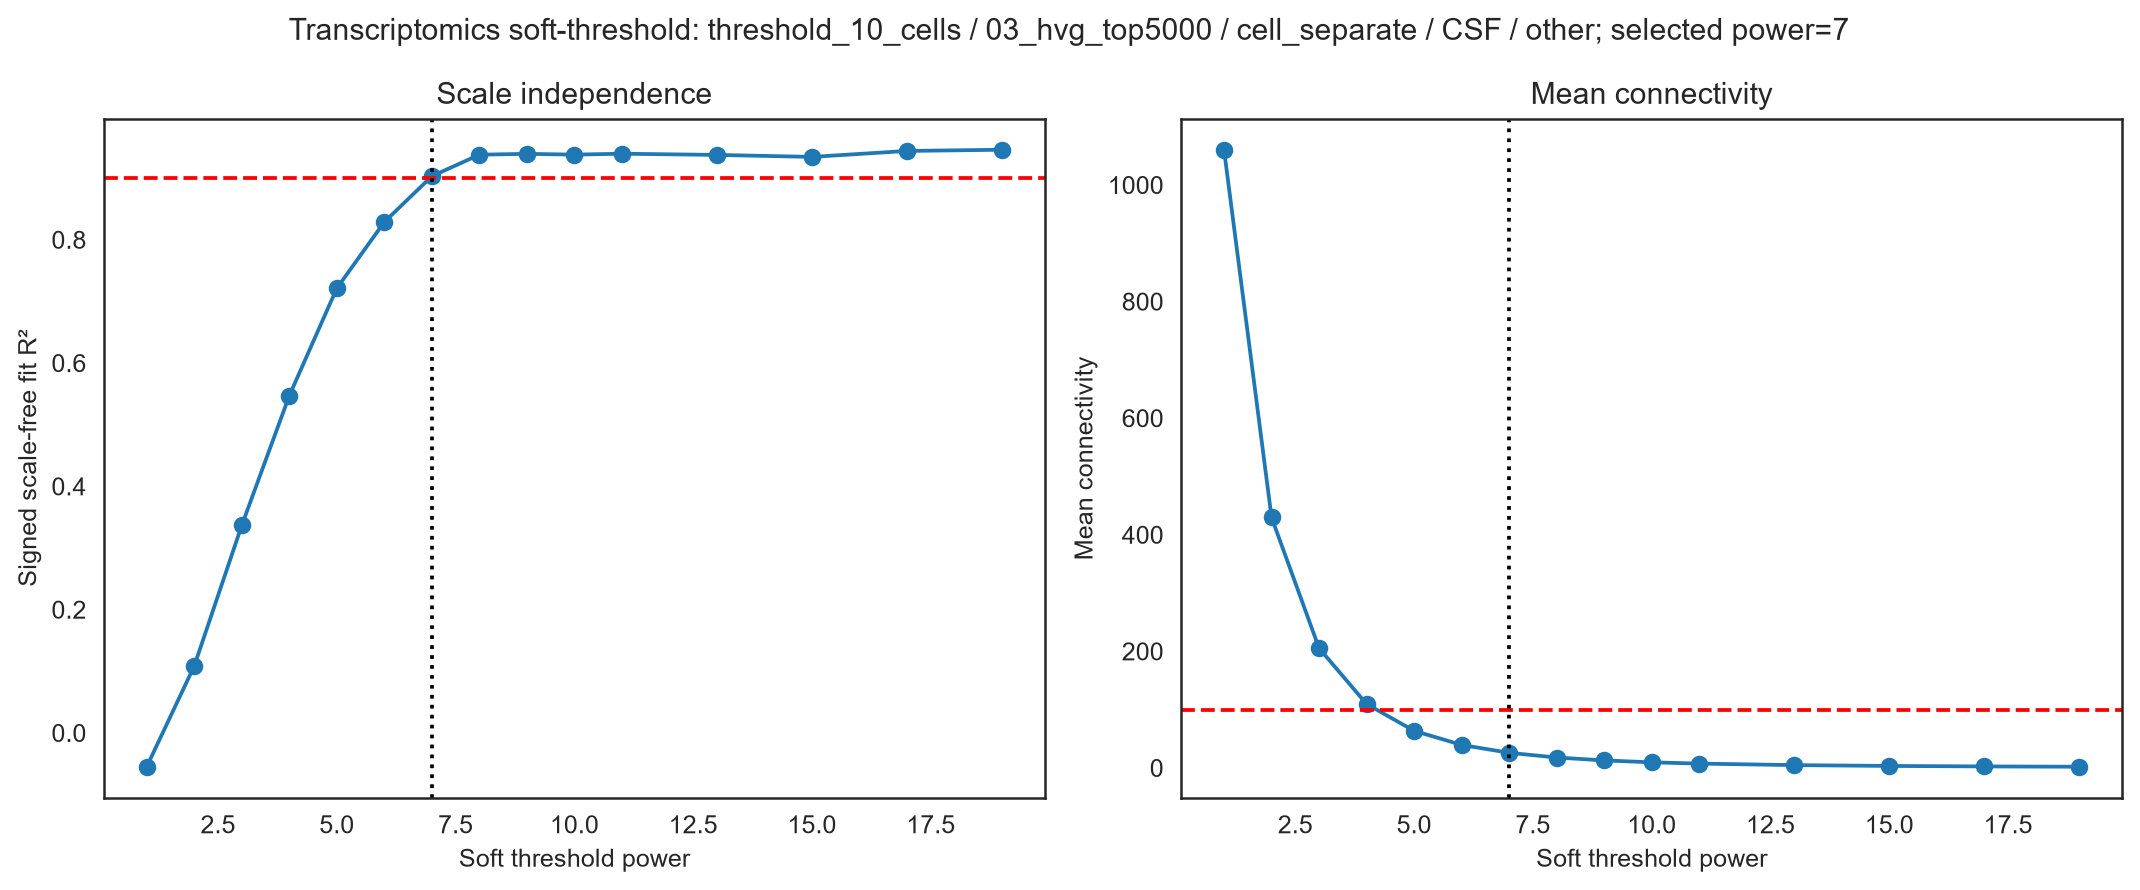 Transcriptomics soft-threshold: threshold_10_cells / 03_hvg_top5000 / cell_separate / CSF / other; selected power=7
Scale independence
Signed scale-free fit R²
0.8
0.6
0.4
0.2
0.0
2.5 5.0 7.5 10.0 12.5 15.0 17.5
Soft threshold power
Mean connectivity
Mean connectivity
1000
800
600
400
200
0
2.5 5.0 7.5 10.0 12.5 15.0 17.5
Soft threshold power